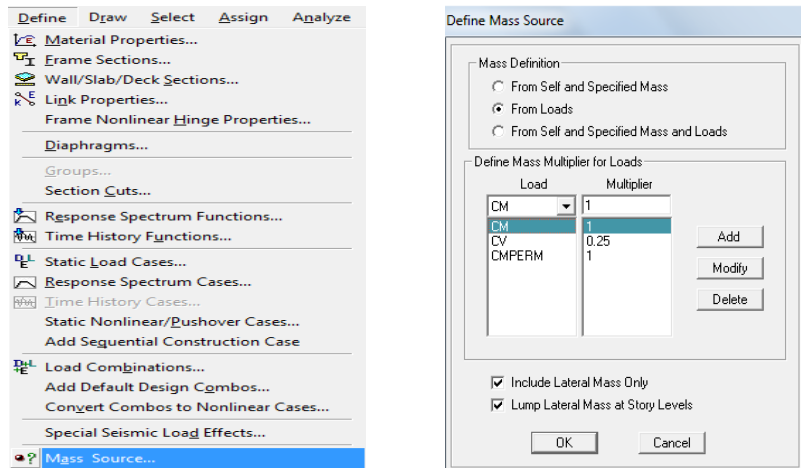 Define Draw Select Assign Analyze
Material Properties...
Frame Sections...
Wall/Slab/Deck Sections...
Link Properties...
Frame Nonlinear Hinge Properties...
Diaphragms...
Groups...
Section Cuts...
Response Spectrum Functions...
Time History Functions...
Static Load Cases...
Response Spectrum Cases...
Time History Cases...
Static Nonlinear/Pushover Cases...
Add Sequential Construction Case
Load Combinations...
Add Default Design Combos...
Convert Combos to Nonlinear Cases...
Special Seismic Load Effects...
Mass Source...
Define Mass Source
Mass Definition
From Self and Specified Mass
From Loads
From Self and Specified Mass and Loads
Define Mass Multiplier for Loads
Load Multiplier
CM 1
CM 1
CV 0.25
CMPERM 1
Add
Modify
Delete
Include Lateral Mass Only
Lump Lateral Mass at Story Levels
OK Cancel